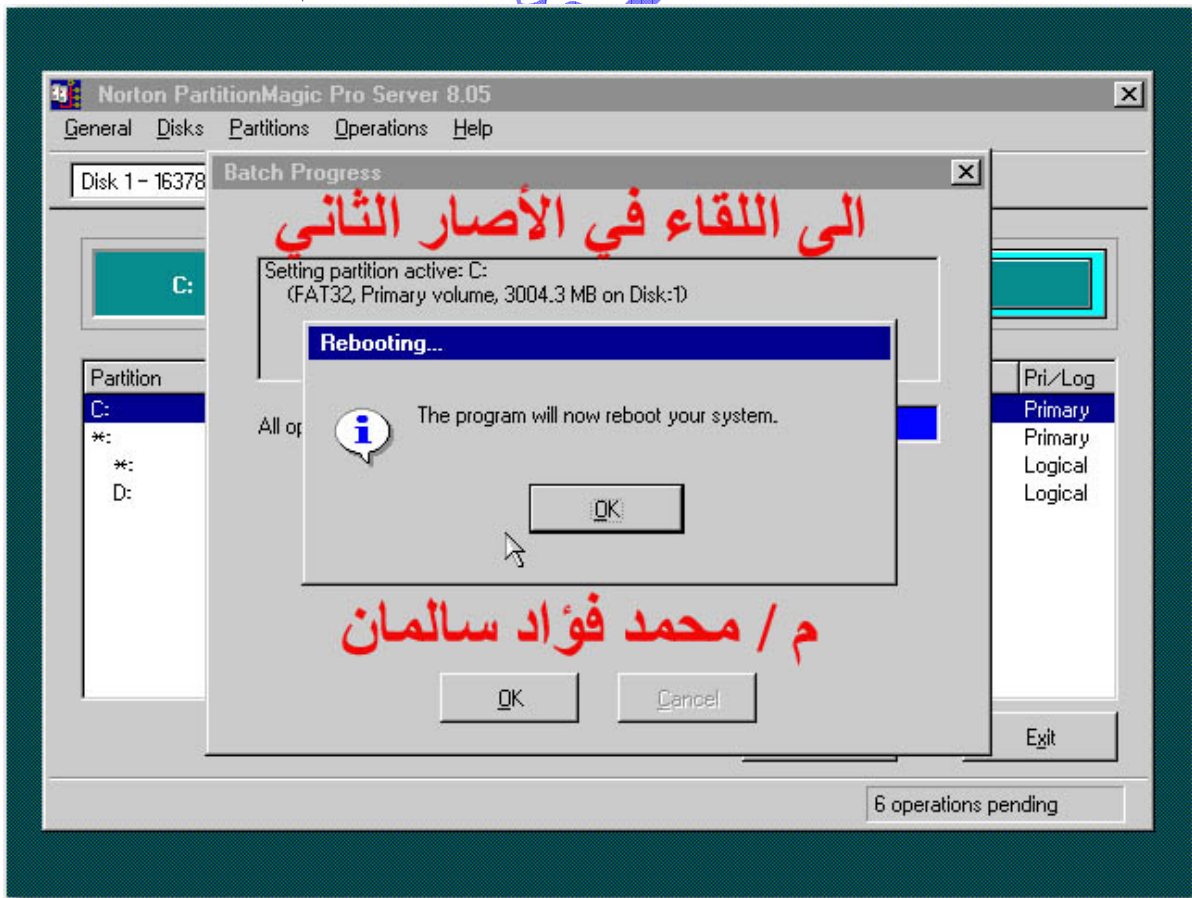 Norton PartitionMagic Pro Server 8.05
General Disks Partitions Operations Help
Disk 1 - 16378
Batch Progress
الى اللقاء في الأصار الثاني
C:
Setting partition active: C:
(FAT32, Primary volume, 3004.3 MB on Disk:1)
Rebooting...
The program will now reboot your system.
OK
All op
Partition
Pri/Log
C:
Primary
*:
Primary
*:
Logical
D:
Logical
م / محمد فؤاد سالمان
OK
Cancel
Exit
6 operations pending